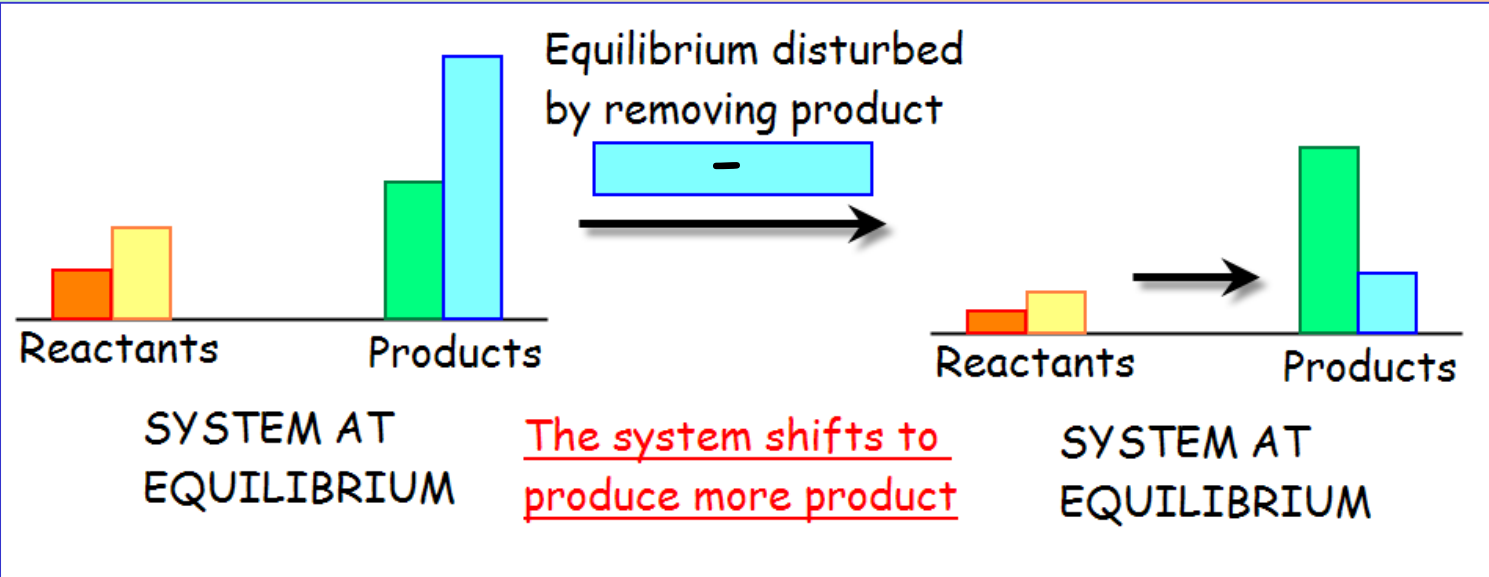 Equilibrium disturbed
by removing product
-
Reactants
Products
SYSTEM AT
EQUILIBRIUM
The system shifts to
produce more product
Reactants
Products
SYSTEM AT
EQUILIBRIUM